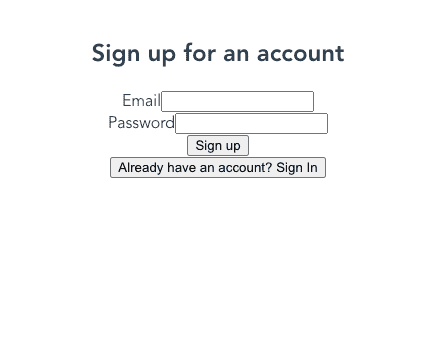 Sign up for an account
Email
Password
Sign up
Already have an account? Sign In